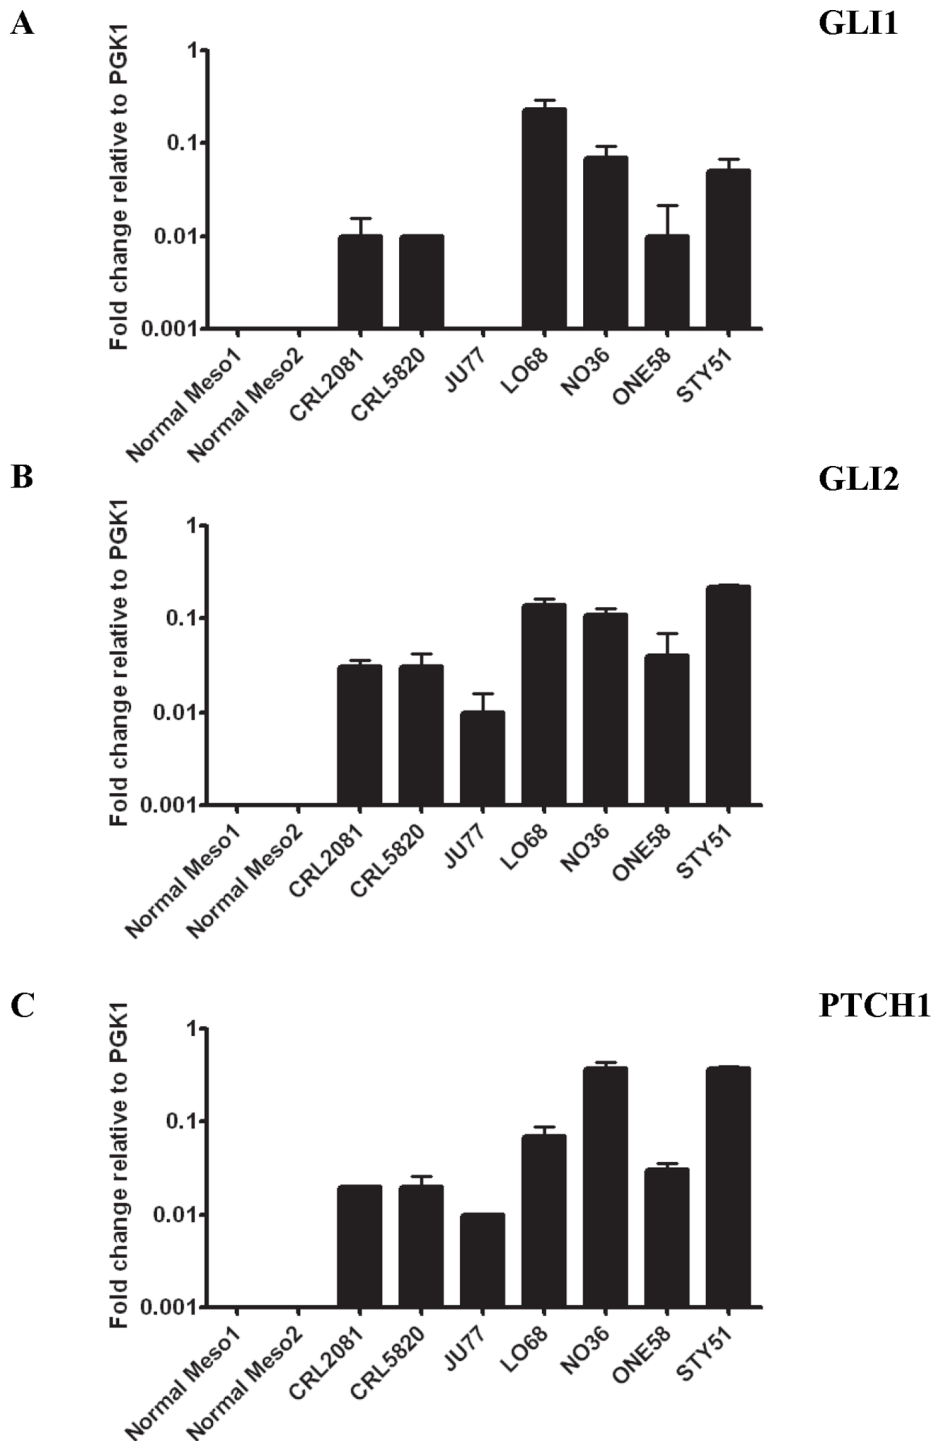 A
GLI1
Fold change relative to PGK1
1
0.1
0.01
0.001
Normal Meso1
Normal Meso2
CRL2081
CRL5820
JU77
LO68
NO36
ONE58
STY51
B
GLI2
Fold change relative to PGK1
1
0.1
0.01
0.001
Normal Meso1
Normal Meso2
CRL2081
CRL5820
JU77
LO68
NO36
ONE58
STY51
C
PTCH1
Fold change relative to PGK1
1
0.1
0.01
0.001
Normal Meso1
Normal Meso2
CRL2081
CRL5820
JU77
LO68
NO36
ONE58
STY51